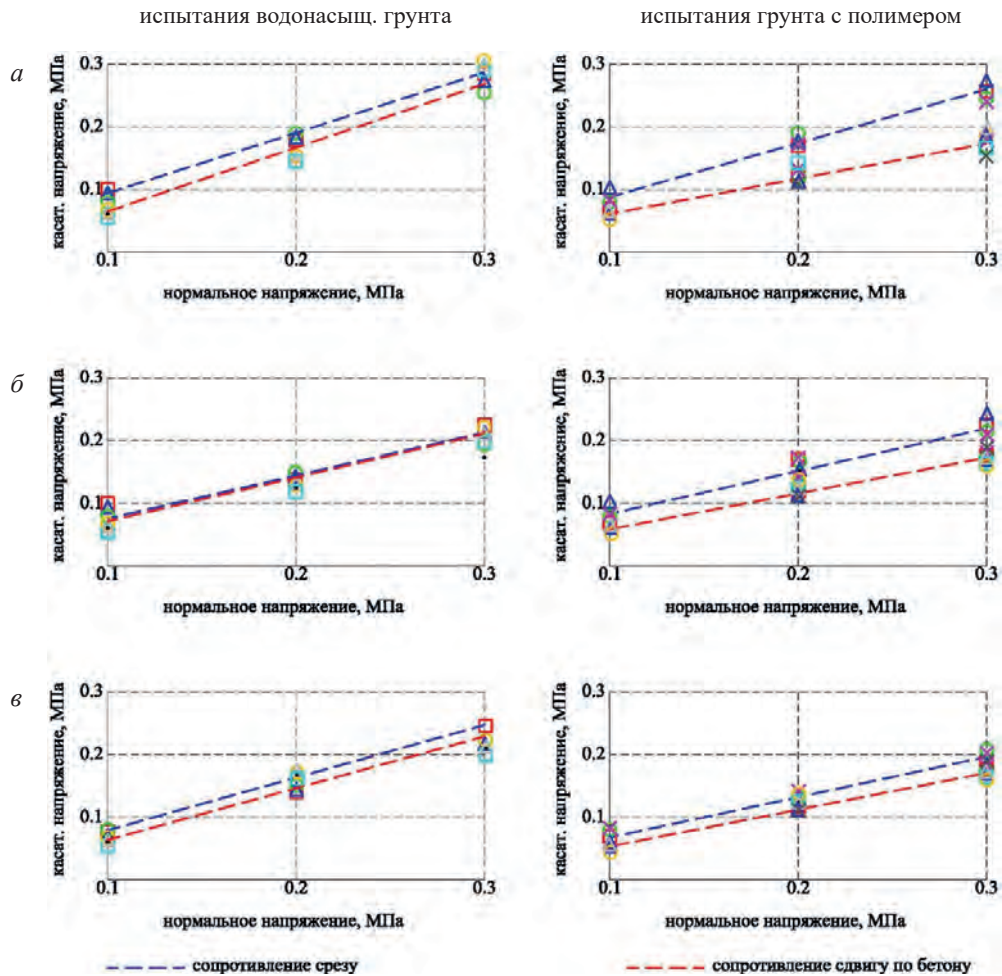 испытания водонасыщ. грунта
испытания грунта с полимером
а
касат. напряжение, МПа
0.3
0.2
0.1
0.1 0.2 0.3
нормальное напряжение, МПа
касат. напряжение, МПа
0.3
0.2
0.1
0.1 0.2 0.3
нормальное напряжение, МПа
б
касат. напряжение, МПа
0.3
0.2
0.1
0.1 0.2 0.3
нормальное напряжение, МПа
касат. напряжение, МПа
0.3
0.2
0.1
0.1 0.2 0.3
нормальное напряжение, МПа
в
касат. напряжение, МПа
0.3
0.2
0.1
0.1 0.2 0.3
нормальное напряжение, МПа
касат. напряжение, МПа
0.3
0.2
0.1
0.1 0.2 0.3
нормальное напряжение, МПа
сопротивление срезу
сопротивление сдвигу по бетону